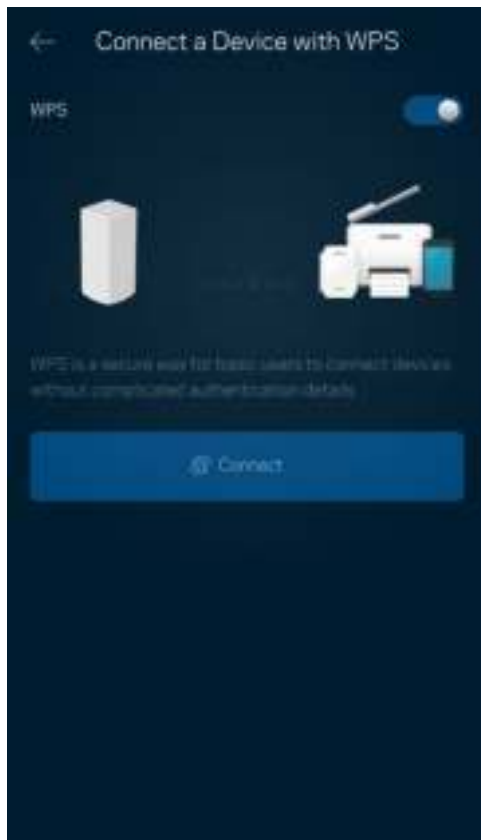 Connect a Device with WPS
WPS
WPS is a secure way for basic users to connect devices
without complicated authentication details.
Connect